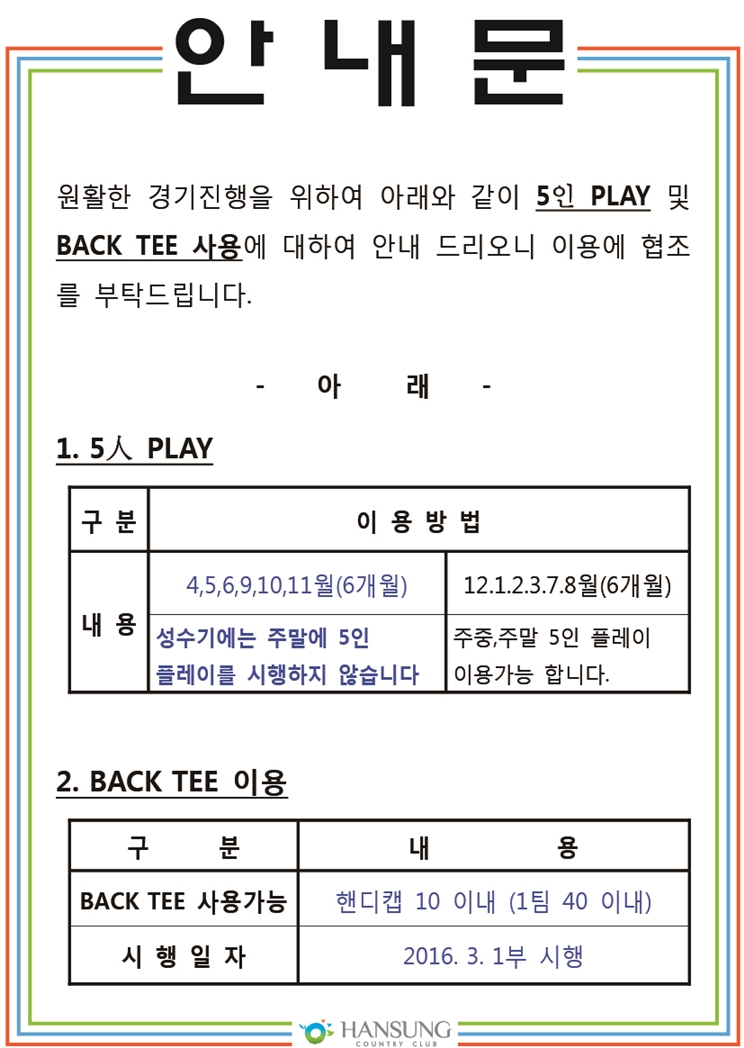 안내문
원활한 경기진행을 위하여 아래와 같이 5인 PLAY 및
BACK TEE 사용에 대하여 안내 드리오니 이용에 협조
를 부탁드립니다.
- 아 래 -
1. 5人 PLAY
구 분 이 용 방 법
내 용
4,5,6,9,10,11월(6개월) 12.1.2.3.7.8월(6개월)
성수기에는 주말에 5인 주중,주말 5인 플레이
플레이를 시행하지 않습니다 이용가능 합니다.
2. BACK TEE 이용
구 분 내 용
BACK TEE 사용가능 핸디캡 10 이내 (1팀 40 이내)
시 행 일 자 2016. 3. 1부 시행
HANSUNG
COUNTRY CLUB